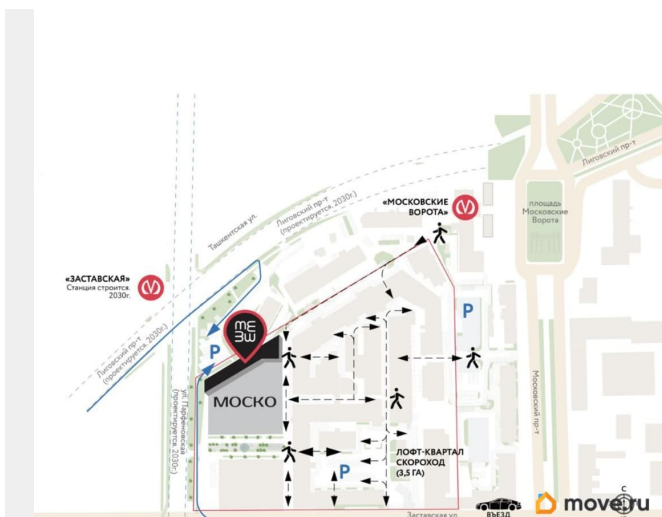 Лиговский пр-т
«МОСКОВСКИЕ
ВОРОТА»
площадь
Московские
Ворота
Ташкентская ул.
Лиговский пр-т
(проектируется, 2030г.)
«ЗАСТАВСКАЯ»
Станция строится.
2030г.
Лиговский пр-т
(проектируется, 2030г.)
P
P
ME
ЗW
МОСКО
ул. Парфёновская
(проектируется, 2030г.)
Московский пр-т
ЛОФТ-КВАРТАЛ
СКОРОХОД
(3,5 ГА)
P
Заставская ул.
ВЪЕЗД
С
move.ru